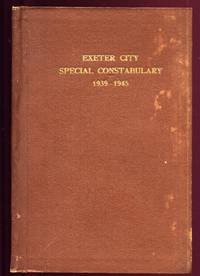 EXETER CITY
SPECIAL CONSTABULARY
1939-1945